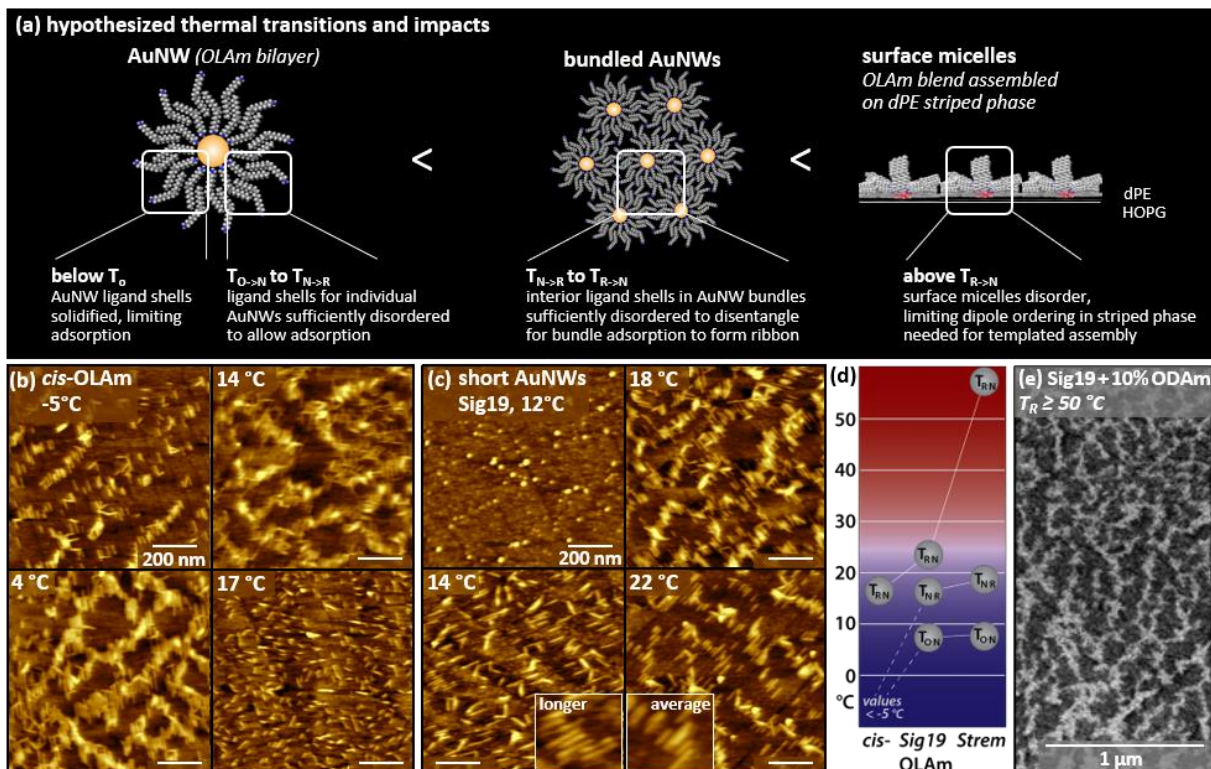 (a) hypothesized thermal transitions and impacts
AuNW (OLAm bilayer)
bundled AuNWs
surface micelles
OLAm blend assembled
on dPE striped phase
<
<
dPE
HOPG
below To
AuNW ligand shells
solidified, limiting
adsorption
TO->N to TN->R
ligand shells for individual
AuNWs sufficiently disordered
to allow adsorption
TN->R to TR->N
interior ligand shells in AuNW bundles
sufficiently disordered to disentangle
for bundle adsorption to form ribbon
above TR->N
surface micelles disorder,
limiting dipole ordering in striped phase
needed for templated assembly
(b) cis-OLAm
-5°C
200 nm
14 °C
4 °C
17 °C
(c) short AuNWs
Sig19, 12°C
200 nm
18 °C
14 °C
longer
22 °C
average
(d)
50
40
30
20
10
0
°C
TRN
TRN
TRN
TNR
TNR
TON
TON
values
< -5 °C
cis- Sig19 Strem
OLAm
(e) Sig19 + 10% ODAm
TR ≥ 50 °C
1 µm